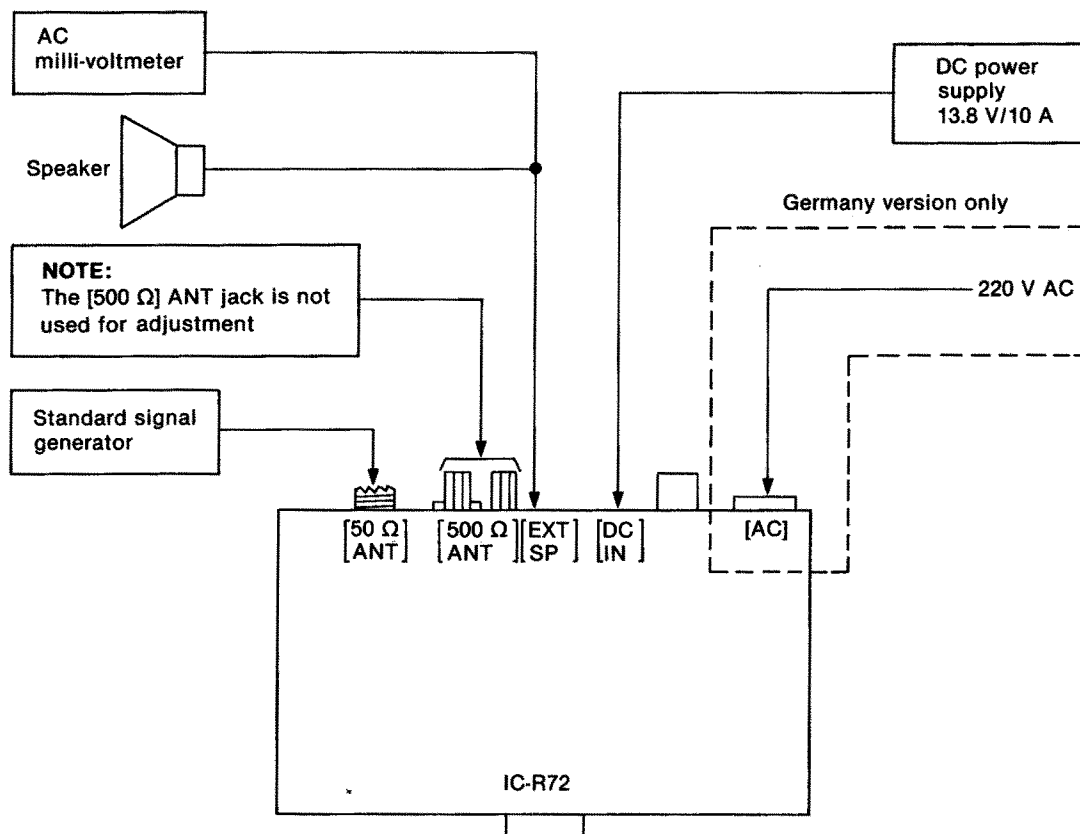 AC
milli-voltmeter
DC power
supply
13.8 V/10 A
Speaker
Germany version only
NOTE:
The [500 Ω] ANT jack is not
used for adjustment
220 V AC
Standard signal
generator
[50 Ω
ANT]
[500 Ω
ANT]
[EXT
SP]
[DC
IN]
[AC]
IC-R72